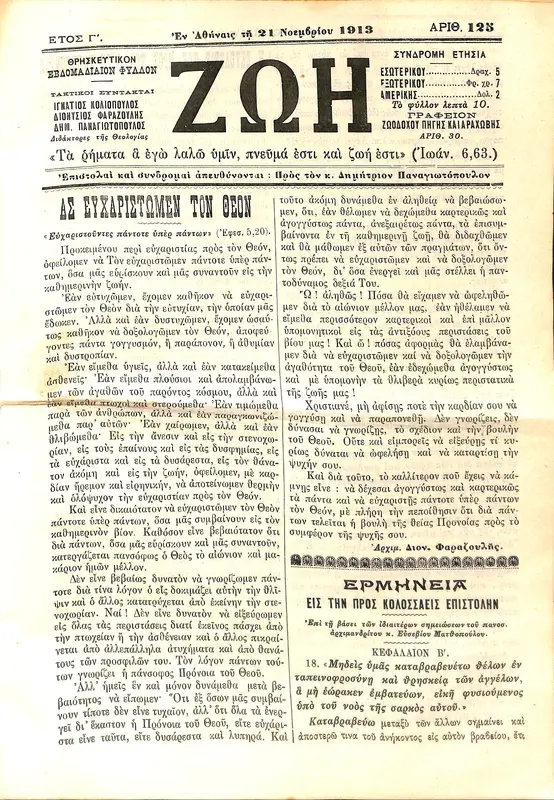 ΕΤΟΣ Γ΄.
Ἐν Ἀθήναις τῇ 21 Νοεμβρίου 1913
ΑΡΙΘ. 125
ΘΡΗΣΚΕΥΤΙΚΟΝ
ΕΒΔΟΜΑΔΙΑΙΟΝ ΦΥΛΛΟΝ
ΤΑΚΤΙΚΟΙ ΣΥΝΤΑΚΤΑΙ
ΙΓΝΑΤΙΟΣ ΚΟΛΙΟΠΟΥΛΟΣ
ΔΙΟΝΥΣΙΟΣ ΦΑΡΑΖΟΥΛΗΣ
ΔΗΜ. ΠΑΝΑΓΙΩΤΟΠΟΥΛΟΣ
Διδάκτορες τῆς Θεολογίας
ΖΩΗ
ΣΥΝΔΡΟΜΗ ΕΤΗΣΙΑ
ΕΣΩΤΕΡΙΚΟΥ..........Δραχ. 5
ΕΞΩΤΕΡΙΚΟΥ..........Φρ. χρ. 7
ΑΜΕΡΙΚΗΣ..........Δολ. 2
Τὸ φύλλον λεπτὰ 10.
ΓΡΑΦΕΙΟΝ
ΖΩΟΔΟΧΟΥ ΠΗΓΗΣ ΚΑΙ ΑΡΑΧΩΒΗΣ
ΑΡΙΘ. 30.
«Τὰ ῥήματα ἃ ἐγὼ λαλῶ ὑμῖν, πνεῦμά ἐστι καὶ ζωή ἐστι» (Ἰωάν. 6,63.)
Ἐπιστολαὶ καὶ συνδρομαὶ ἀπευθύνονται : Πρὸς τὸν κ. Δημήτριον Παναγιωτόπουλον
ΑΣ ΕΥΧΑΡΙΣΤΩΜΕΝ ΤΟΝ ΘΕΟΝ
«Εὐχαριστοῦντες πάντοτε ὑπὲρ πάντων» (Ἐφεσ. 5,20).
Προκειμένου περὶ εὐχαριστίας πρὸς τὸν Θεόν,
ὀφείλομεν νὰ Τὸν εὐχαριστῶμεν πάντοτε ὑπὲρ πάν-
των, ὅσα μᾶς εὑρίσκουν καὶ μᾶς συναντοῦν εἰς τὴν
καθημερινὴν ζωήν.
Ἐὰν εὐτυχῶμεν, ἔχομεν καθῆκον νὰ εὐχαρι-
στῶμεν τὸν Θεὸν διὰ τὴν εὐτυχίαν, τὴν ὁποίαν μᾶς
ἔδωκεν. Ἀλλὰ καὶ ἐὰν δυστυχῶμεν, ἔχομεν ὡσαύ-
τως καθῆκον νὰ δοξολογῶμεν τὸν Θεόν, ἀποφεύ-
γοντες πάντα γογγυσμόν, ἢ παράπονον, ἢ ἀθυμίαν
καὶ δυστροπίαν.
Ἐὰν εἴμεθα ὑγιεῖς, ἀλλὰ καὶ ἐὰν κατακείμεθα
ἀσθενεῖς· Ἐὰν εἴμεθα πλούσιοι καὶ ἀπολαμβάνω-
μεν τῶν ἀγαθῶν τοῦ παρόντος κόσμου, ἀλλὰ καὶ
ἐὰν εἴμεθα πτωχοὶ καὶ στερούμεθα· Ἐὰν τιμώμεθα
παρὰ τῶν ἀνθρώπων, ἀλλὰ καὶ ἐὰν παραγκωνιζώ-
μεθα παρ' αὐτῶν· Ἐὰν χαίρωμεν, ἀλλὰ καὶ ἐὰν
θλιβώμεθα· Εἰς τὴν ἄνεσιν καὶ εἰς τὴν στενοχω-
ρίαν, εἰς τοὺς ἐπαίνους καὶ εἰς τὰς δυσφημίας, εἰς
τὰ εὐχάριστα καὶ εἰς τὰ δυσάρεστα, εἰς τὸν θάνα-
τον ἀκόμη καὶ εἰς τὴν ζωήν, ὀφείλομεν, μὲ καρ-
δίαν ἤρεμον καὶ εἰρηνικήν, νὰ ἀποτείνωμεν θερμὴν
καὶ ὁλόψυχον τὴν εὐχαριστίαν πρὸς τὸν Θεόν.
Καὶ εἶνε δικαιότατον νὰ εὐχαριστῶμεν τὸν Θεὸν
πάντοτε ὑπὲρ πάντων, ὅσα μᾶς συμβαίνουν εἰς τὸν
καθημερινὸν βίον. Καθόσον εἶνε βεβαιότατον ὅτι
διὰ πάντων, ὅσα μᾶς εὑρίσκουν καὶ μᾶς συναντοῦν,
κατεργάζεται πανσόφως ὁ Θεὸς τὸ αἰώνιον καὶ μα-
κάριον ἡμῶν μέλλον.
Δὲν εἶνε βεβαίως δυνατὸν νὰ γνωρίζωμεν πάν-
τοτε διὰ τίνα λόγον ὁ εἷς δοκιμάζει αὐτὴν τὴν θλῖ-
ψιν καὶ ὁ ἄλλος κατατρύχεται ἀπὸ ἐκείνην τὴν στε-
νοχωρίαν. Ναί! Δὲν εἶνε δυνατὸν νὰ εἰξεύρωμεν
εἰς ὅλας τὰς περιστάσεις διατί ἐκεῖνος πάσχει ἀπὸ
τὴν πτωχείαν ἢ τὴν ἀσθένειαν καὶ ὁ ἄλλος πικραί-
νεται ἀπὸ ἀλλεπάλληλα ἀτυχήματα καὶ ἀπὸ θανά-
τους τῶν προσφιλῶν του. Τὸν λόγον πάντων τού-
των γνωρίζει ἡ πάνσοφος Πρόνοια τοῦ Θεοῦ.
Ἀλλ' ἡμεῖς ἓν καὶ μόνον δυνάμεθα μετὰ βε-
βαιότητος νὰ εἴπωμεν· Ὅτι ἐξ ὅσων μᾶς συμβαί-
νουν τίποτε δὲν εἶνε τυχαῖον, ἀλλ' ὅτι ὅλα τὰ ἐνερ-
γεῖ δι' ἕκαστον ἡ Πρόνοια τοῦ Θεοῦ, εἴτε εὐχάρι-
στα εἶνε ταῦτα, εἴτε δυσάρεστα καὶ λυπηρά. Καὶ
τοῦτο ἀκόμη δυνάμεθα ἐν ἀληθείᾳ νὰ βεβαιώσω-
μεν, ὅτι, ἐὰν θέλωμεν νὰ δεχώμεθα καρτερικῶς καὶ
ἀγογγύστως πάντα, ἀνεξαιρέτως πάντα, τὰ ἐπισυμ-
βαίνοντα ἐν τῇ καθημερινῇ ζωῇ, θὰ διδαχθῶμεν
καὶ θὰ μάθωμεν ἐξ αὐτῶν τῶν πραγμάτων, ὅτι ὄν-
τως πρέπει νὰ εὐχαριστῶμεν καὶ νὰ δοξολογῶμεν
τὸν Θεόν, δι' ὅσα ἐνεργεῖ καὶ μᾶς στέλλει ἡ παν-
τοδύναμος δεξιά Του.
Ὤ! ἀληθῶς! Πόσα θὰ εἴχαμεν νὰ ὠφεληθῶ-
μεν διὰ τὸ αἰώνιον μέλλον μας, ἐὰν ἠθέλαμεν νὰ
εἴμεθα περισσότερον καρτερικοὶ καὶ ἐπὶ μᾶλλον
ὑπομονητικοὶ εἰς τὰς ἀντιξόους περιστάσεις τοῦ
βίου μας! Καὶ ὤ! πόσας ἀφορμὰς θὰ ἐλαμβάνα-
μεν διὰ νὰ εὐχαριστῶμεν καὶ νὰ δοξολογῶμεν τὴν
ἀγαθότητα τοῦ Θεοῦ, ἐὰν ἐδεχόμεθα ἀγογγύστως
καὶ μὲ ὑπομονὴν τὰ θλιβερὰ κυρίως περιστατικὰ
τῆς ζωῆς μας!
Χριστιανέ, μὴ ἀφίσῃς ποτὲ τὴν καρδίαν σου νὰ
γογγύσῃ καὶ νὰ παραπονεθῇ. Δὲν γνωρίζεις, δὲν
δύνασαι νὰ γνωρίζῃς, τὸ σχέδιον καὶ τὴν βουλὴν
τοῦ Θεοῦ. Οὔτε καὶ εἰμπορεῖς νὰ εἰξεύρῃς τί κυ-
ρίως δύναται νὰ ὠφελήσῃ καὶ νὰ καταρτίσῃ τὴν
ψυχήν σου.
Καὶ διὰ τοῦτο, τὸ καλλίτερον ποῦ ἔχεις νὰ κά-
μνῃς εἶνε : νὰ δέχεσαι ἀγογγύστως καὶ καρτερικῶς
τὰ πάντα καὶ νὰ εὐχαριστῇς πάντοτε ὑπὲρ πάντων
τὸν Θεόν, μὲ πλήρη τὴν πεποίθησιν ὅτι διὰ πάν-
των τελεῖται ἡ βουλὴ τῆς θείας Προνοίας πρὸς τὸ
συμφέρον τῆς ψυχῆς σου.
Ἀρχιμ. Διον. Φαραζουλῆς.
ΕΡΜΗΝΕΙΑ
ΕΙΣ ΤΗΝ ΠΡΟΣ ΚΟΛΟΣΣΑΕΙΣ ΕΠΙΣΤΟΛΗΝ
Ἐπὶ τῇ βάσει τῶν ἰδιαιτέρων σημειώσεων τοῦ πανοσ.
ἀρχιμανδρίτου κ. Εὐσεβίου Ματθοπούλου.
ΚΕΦΑΛΑΙΟΝ Β΄.
18. «Μηδεὶς ὑμᾶς καταβραβευέτω θέλων ἐν
ταπεινοφροσύνῃ καὶ θρησκείᾳ τῶν ἀγγέλων,
ἃ μὴ ἑώρακεν ἐμβατεύων, εἰκῇ φυσιούμενος
ὑπὸ τοῦ νοὸς τῆς σαρκὸς αὐτοῦ.»
Καταβραβεύω μεταξὺ τῶν ἄλλων σημαίνει καὶ
ἀποστερῶ τινα τοῦ ἀνήκοντος εἰς αὐτὸν βραβείου, ἔτι